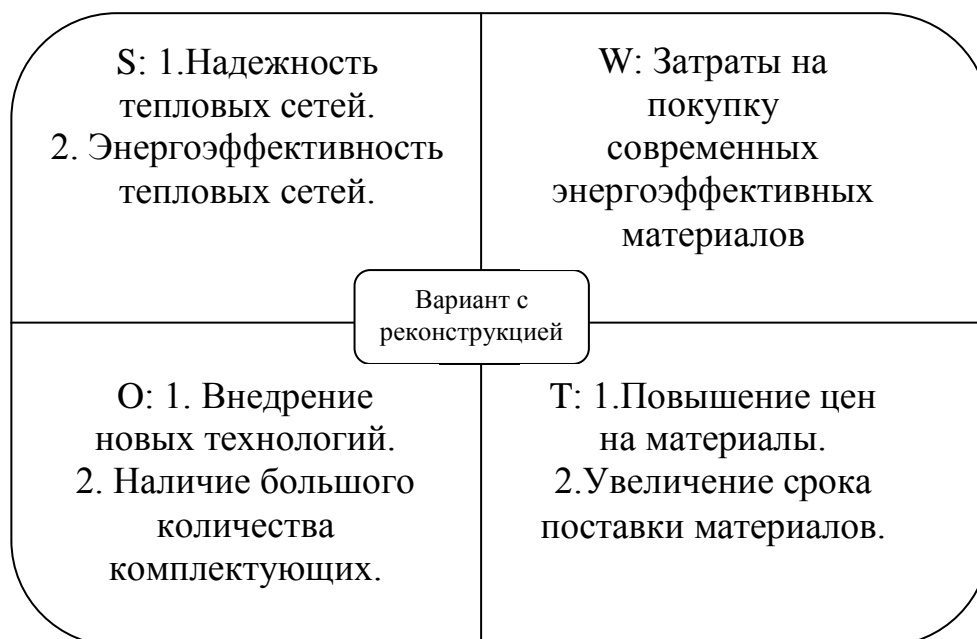 S: 1.Надежность
тепловых сетей.
2. Энергоэффективность
тепловых сетей.
W: Затраты на
покупку
современных
энергоэффективных
материалов
Вариант с
реконструкцией
O: 1. Внедрение
новых технологий.
2. Наличие большого
количества
комплектующих.
T: 1.Повышение цен
на материалы.
2.Увеличение срока
поставки материалов.